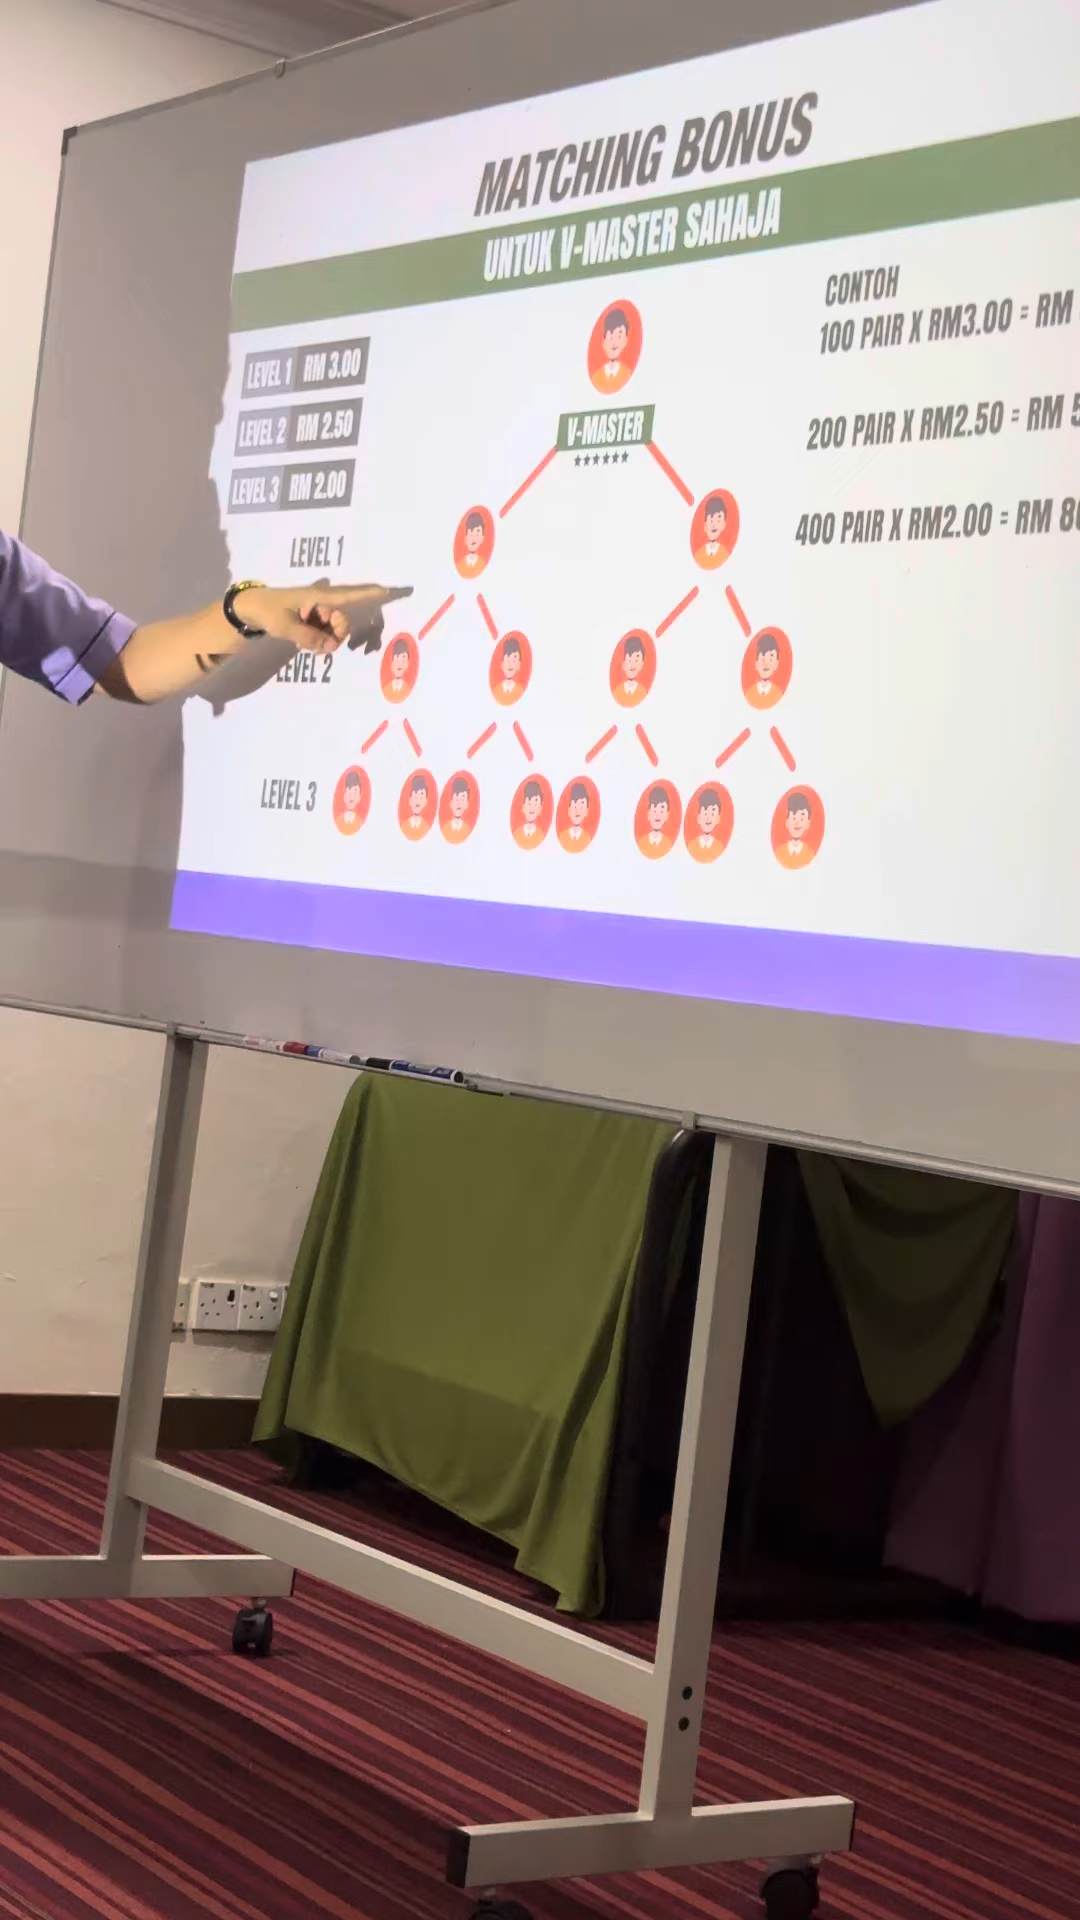 MATCHING BONUS
UNTUK V-MASTER SAHAJA
LEVEL 1 RM 3.00
LEVEL 2 RM 2.50
LEVEL 3 RM 2.00
V-MASTER
CONTOH
100 PAIR X RM3.00 = RM
200 PAIR X RM2.50 = RM 5
400 PAIR X RM2.00 = RM 80
LEVEL 1
LEVEL 2
LEVEL 3